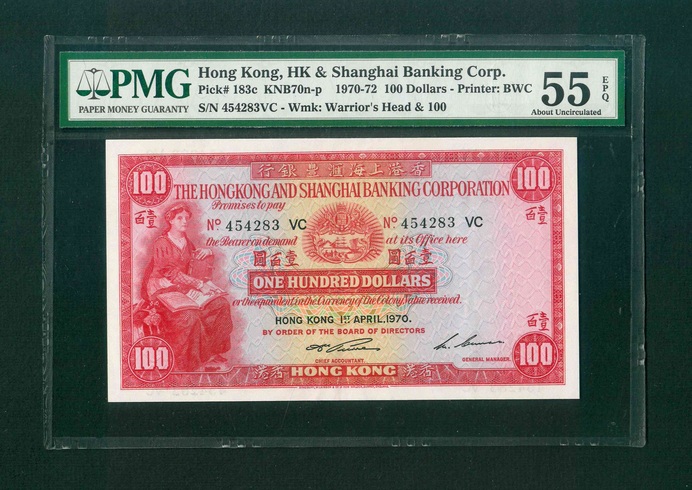 PMG
PAPER MONEY GUARANTY
Hong Kong, HK & Shanghai Banking Corp.
Pick# 183c KNB70n-p 1970-72 100 Dollars - Printer: BWC
S/N 454283VC - Wmk: Warrior's Head & 100
55
EPQ
About Uncirculated
行銀豐滙海上港香
100
100
THE HONGKONG AND SHANGHAI BANKING CORPORATION
Promises to pay
壹百
壹百
Nº 454283 VC
Nº 454283 VC
the Bearer on demand
at its Office here
圓百壹
圓百壹
ONE HUNDRED DOLLARS
or the equivalent in the Currency of the Colony, Value received.
HONG KONG 1ST APRIL, 1970.
BY ORDER OF THE BOARD OF DIRECTORS
壹百
CHIEF ACCOUNTANT.
GENERAL MANAGER.
100
100
港香
HONG KONG
港香